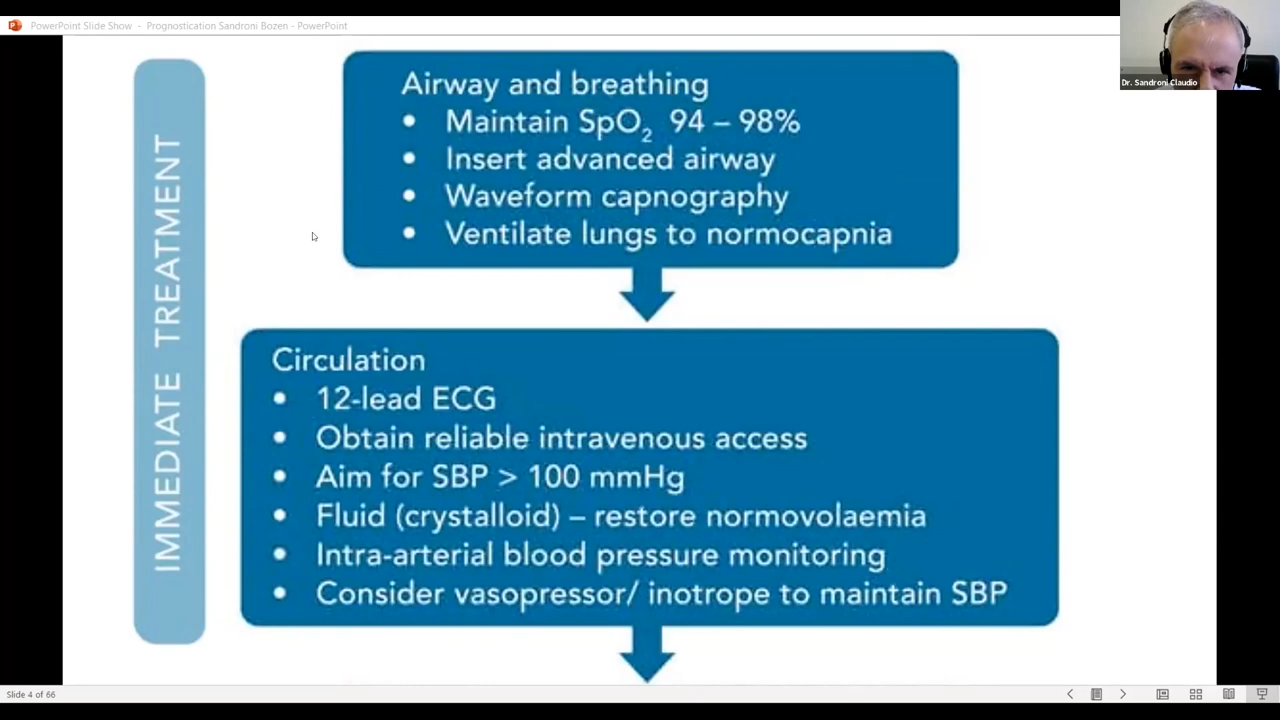 PowerPoint Slide Show - Prognostication Sandroni Bozen - PowerPoint
Dr. Sandroni Claudio
IMMEDIATE TREATMENT
Airway and breathing
• Maintain SpO₂ 94 – 98%
• Insert advanced airway
• Waveform capnography
• Ventilate lungs to normocapnia
Circulation
• 12-lead ECG
• Obtain reliable intravenous access
• Aim for SBP > 100 mmHg
• Fluid (crystalloid) – restore normovolaemia
• Intra-arterial blood pressure monitoring
• Consider vasopressor/ inotrope to maintain SBP
Slide 4 of 66